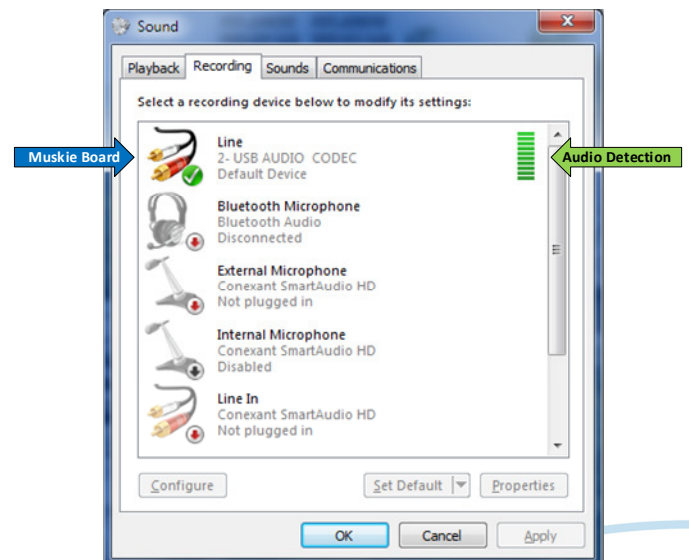 Sound
Playback Recording Sounds Communications
Select a recording device below to modify its settings:
Muskie Board
Line
2- USB AUDIO CODEC
Default Device
Audio Detection
Bluetooth Microphone
Bluetooth Audio
Disconnected
External Microphone
Conexant SmartAudio HD
Not plugged in
Internal Microphone
Conexant SmartAudio HD
Disabled
Line In
Conexant SmartAudio HD
Not plugged in
Configure Set Default Properties
OK Cancel Apply